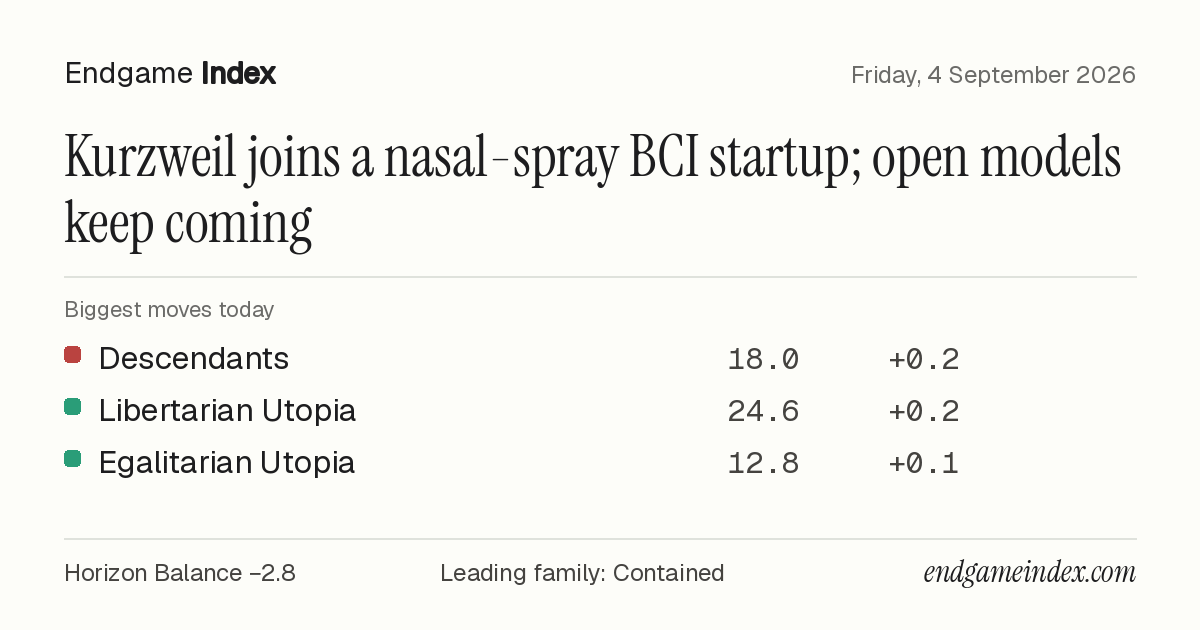 Endgame Index
Friday, 4 September 2026
Kurzweil joins a nasal-spray BCI startup; open models
keep coming
Biggest moves today
Descendants 18.0 +0.2
Libertarian Utopia 24.6 +0.2
Egalitarian Utopia 12.8 +0.1
Horizon Balance −2.8
Leading family: Contained
endgameindex.com